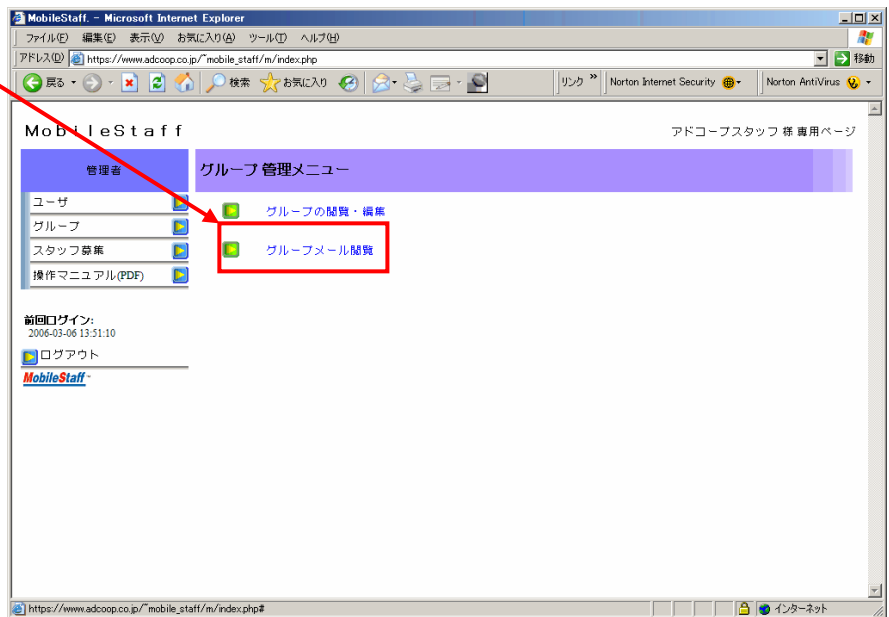 MobileStaff. - Microsoft Internet Explorer
ファイル(F) 編集(E) 表示(V) お気に入り(A) ツール(T) ヘルプ(H)
アドレス(D) https://www.adcoop.co.jp/~mobile_staff/m/index.php 移動
戻る 検索 お気に入り リンク » Norton Internet Security Norton AntiVirus
MobileStaff
アドコープスタッフ 様 専用ページ
管理者
グループ 管理メニュー
ユーザ
グループ
スタッフ募集
操作マニュアル(PDF)
グループの閲覧・編集
グループメール閲覧
前回ログイン:
2006-03-06 13:51:10
ログアウト
MobileStaff
https://www.adcoop.co.jp/~mobile_staff/m/index.php# インターネット